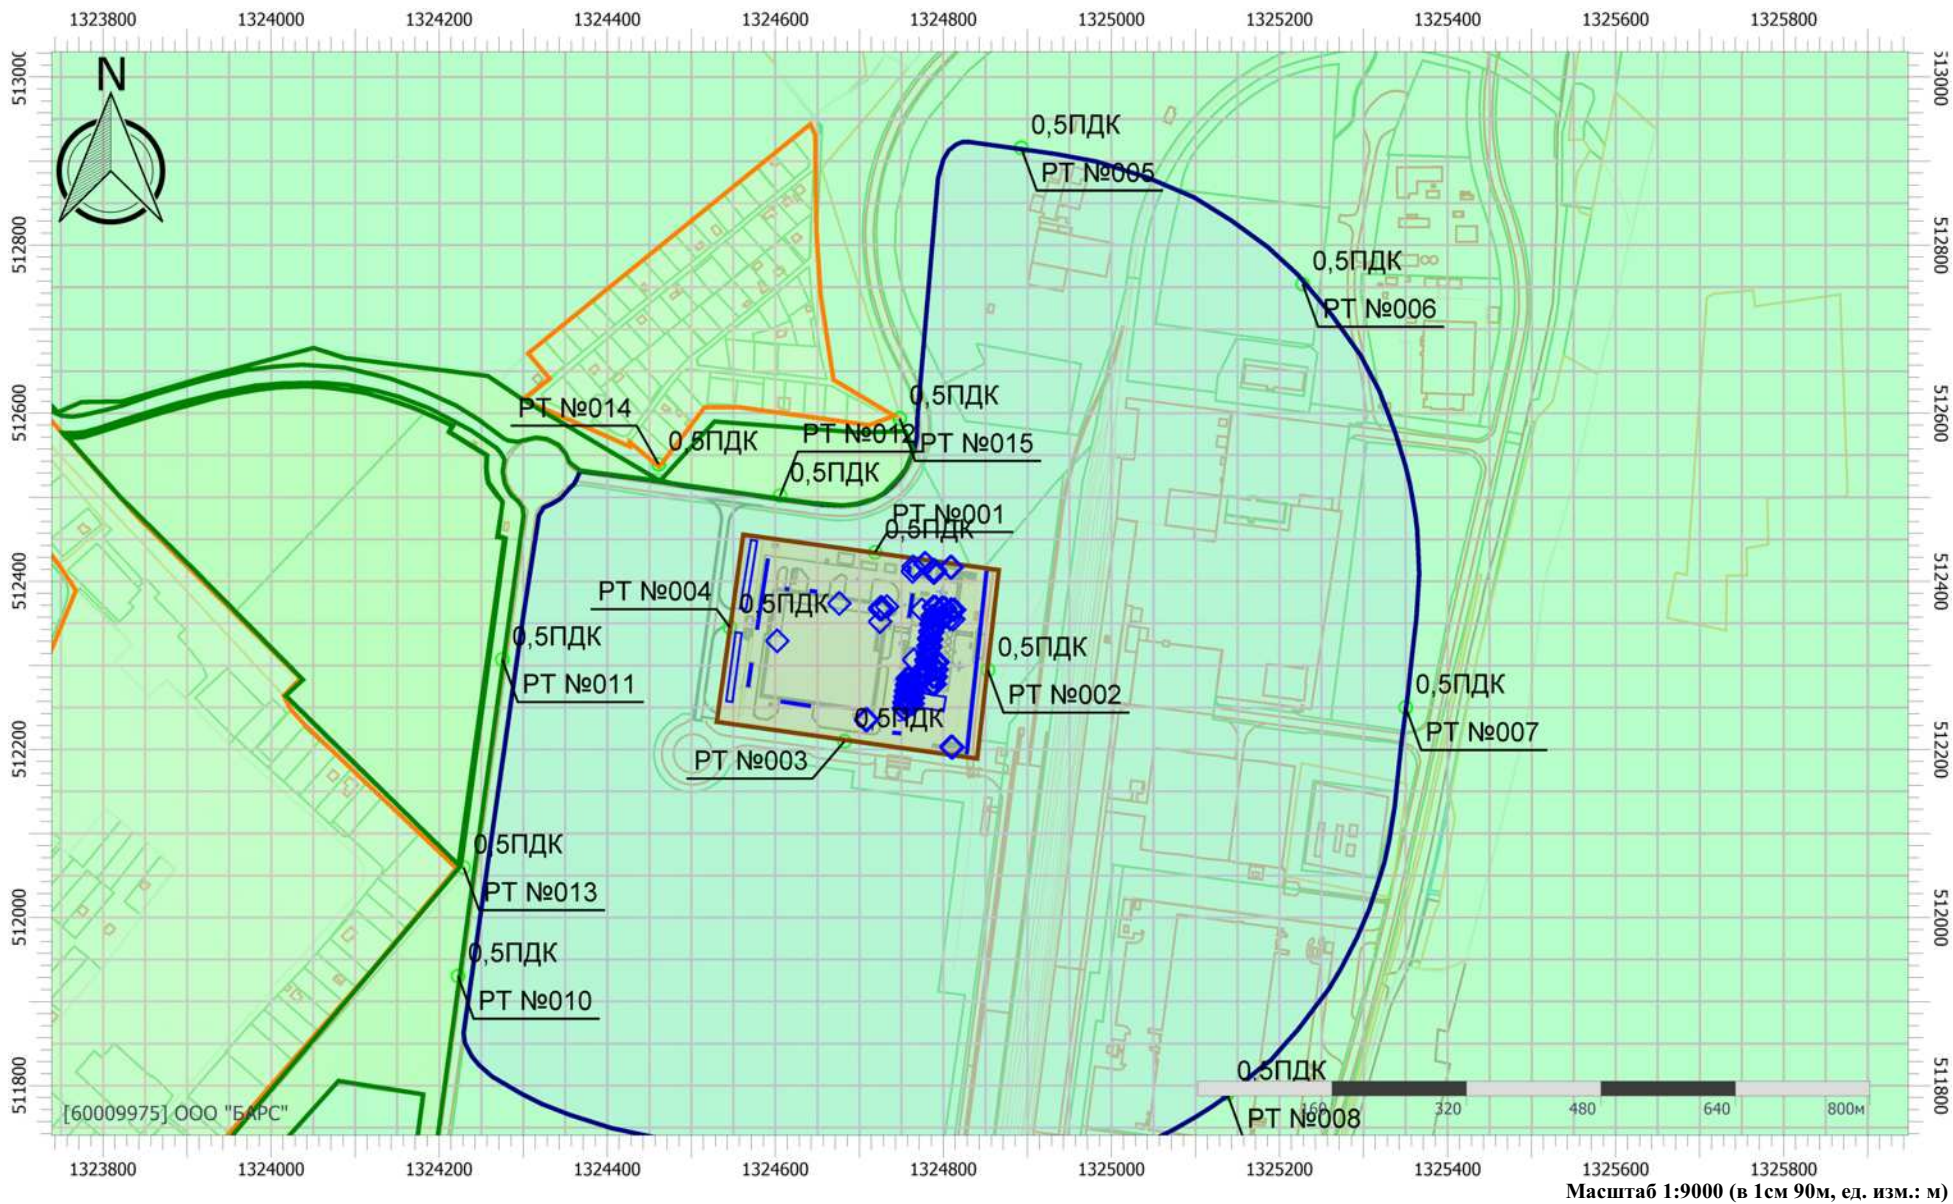 1323800 1324000 1324200 1324400 1324600 1324800 1325000 1325200 1325400 1325600 1325800
513000
513000
N
0,5ПДК
РТ №005
512800
512800
0,5ПДК
РТ №006
512600
512600
0,5ПДК
РТ №014
0,5ПДК
РТ №012
РТ №015
0,5ПДК
РТ №001
0,5ПДК
512400
512400
РТ №004
0,5ПДК
0,5ПДК
0,5ПДК
РТ №011
РТ №002
0,5ПДК
0,5ПДК
РТ №007
РТ №003
512200
512200
0,5ПДК
РТ №013
512000
512000
0,5ПДК
РТ №010
511800
511800
0,5ПДК
РТ №008
160 320 480 640 800м
[60009975] ООО "БАРС"
1323800 1324000 1324200 1324400 1324600 1324800 1325000 1325200 1325400 1325600 1325800
Масштаб 1:9000 (в 1см 90м, ед. изм.: м)